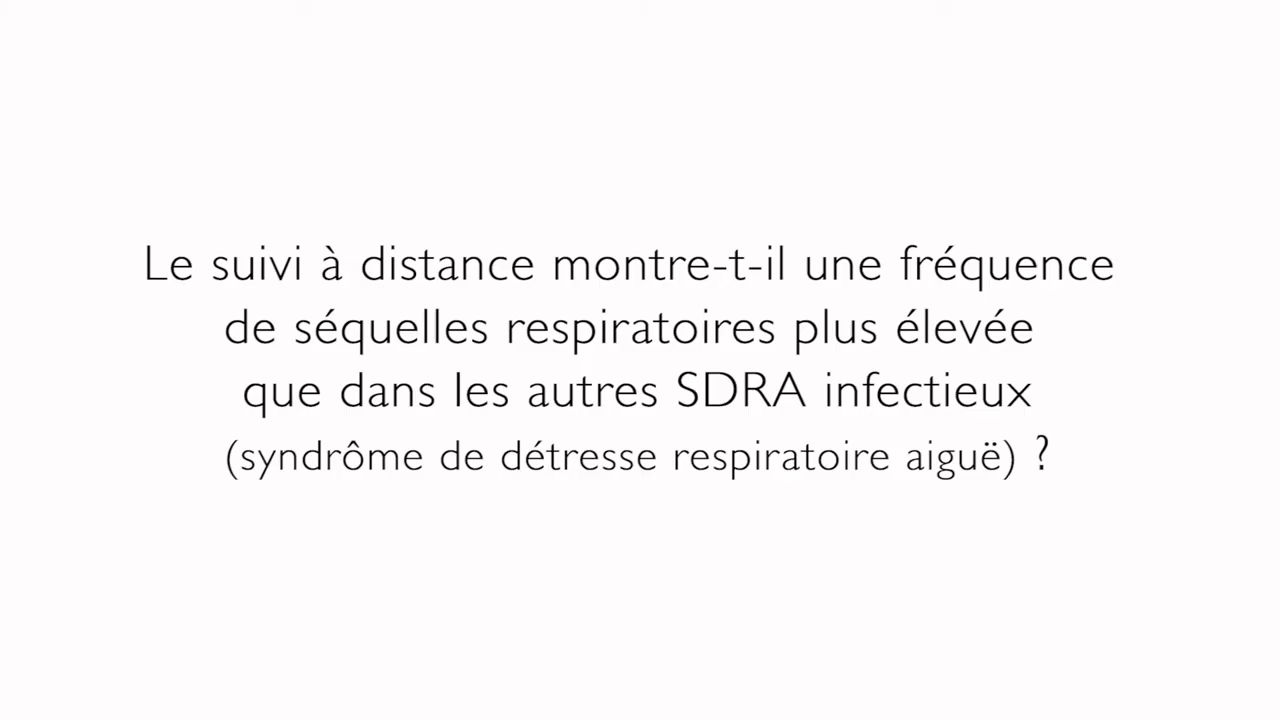 Le suivi à distance montre-t-il une fréquence
de séquelles respiratoires plus élevée
que dans les autres SDRA infectieux
(syndrôme de détresse respiratoire aiguë) ?